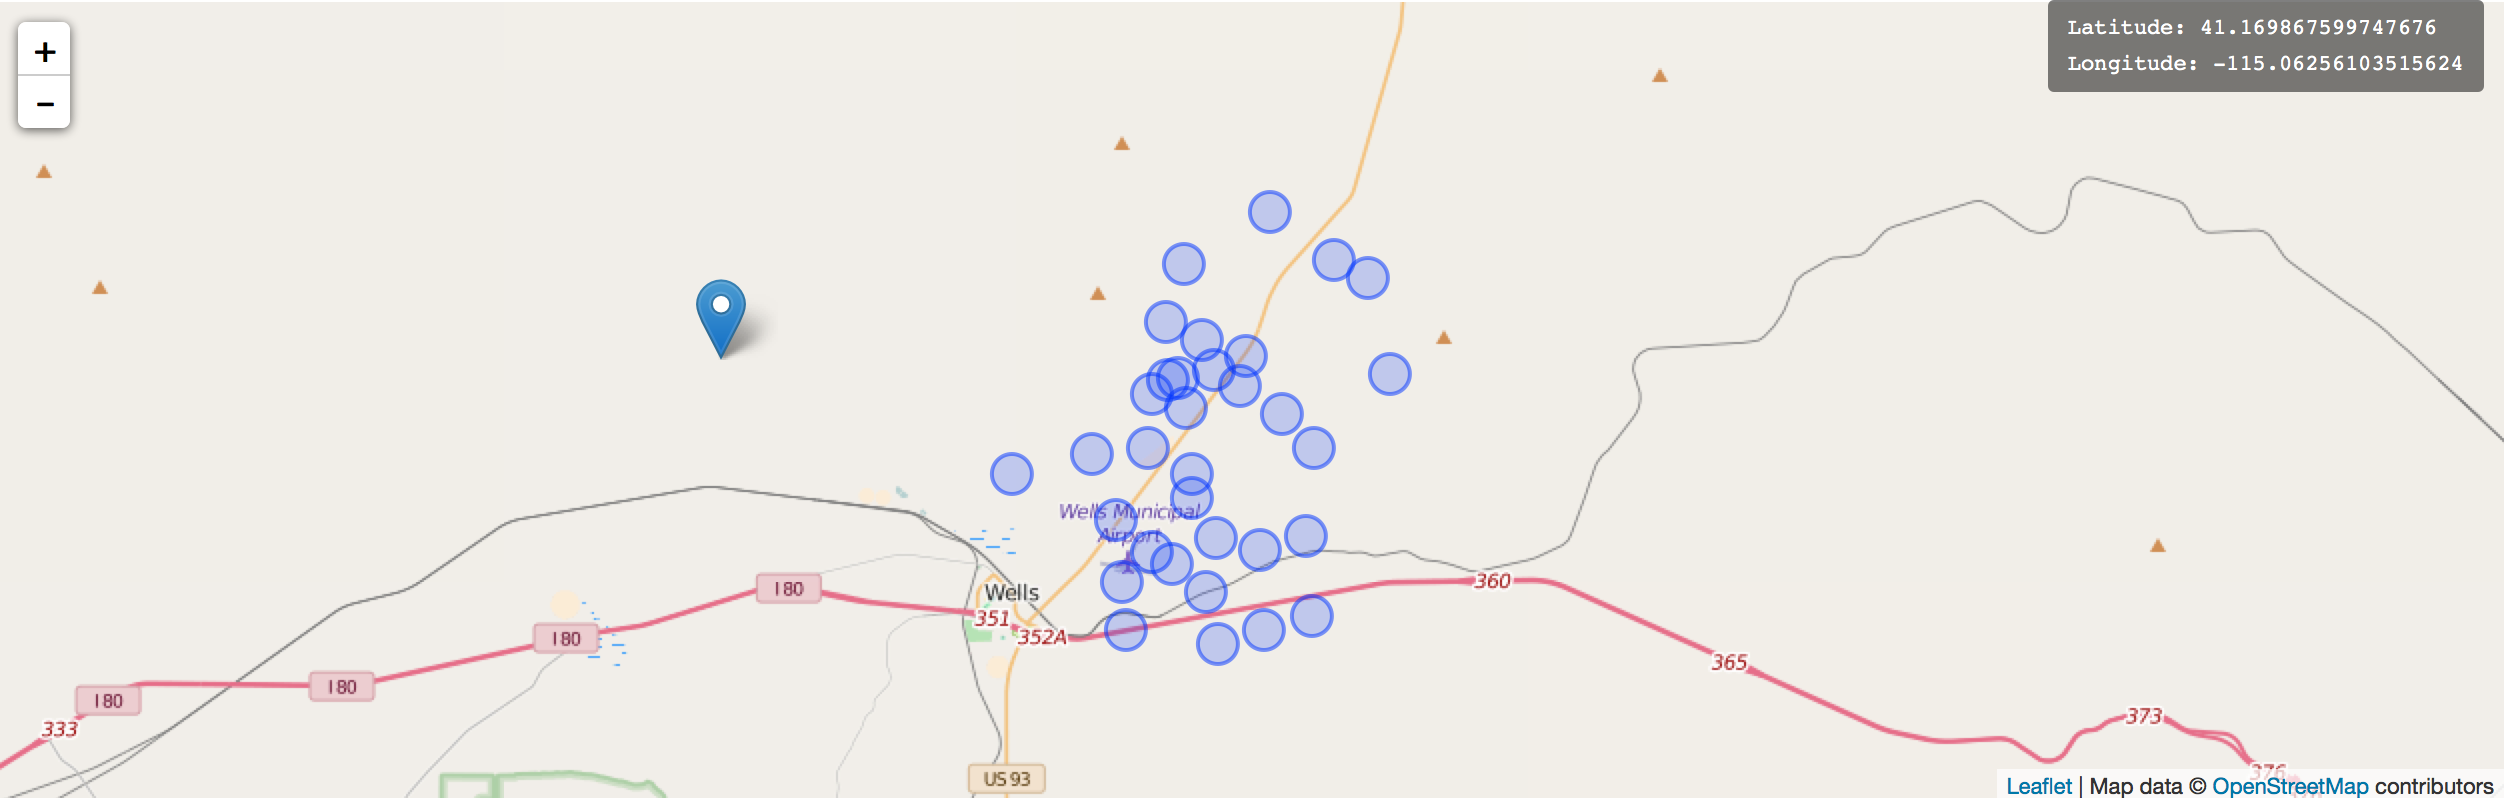 +
−
Latitude: 41.169867599747676
Longitude: -115.06256103515624
Wells Municipal
Airport
Wells
360
I 80
351
352A
I 80
365
I 80
I 80
333
373
US 93
376
Leaflet | Map data © OpenStreetMap contributors